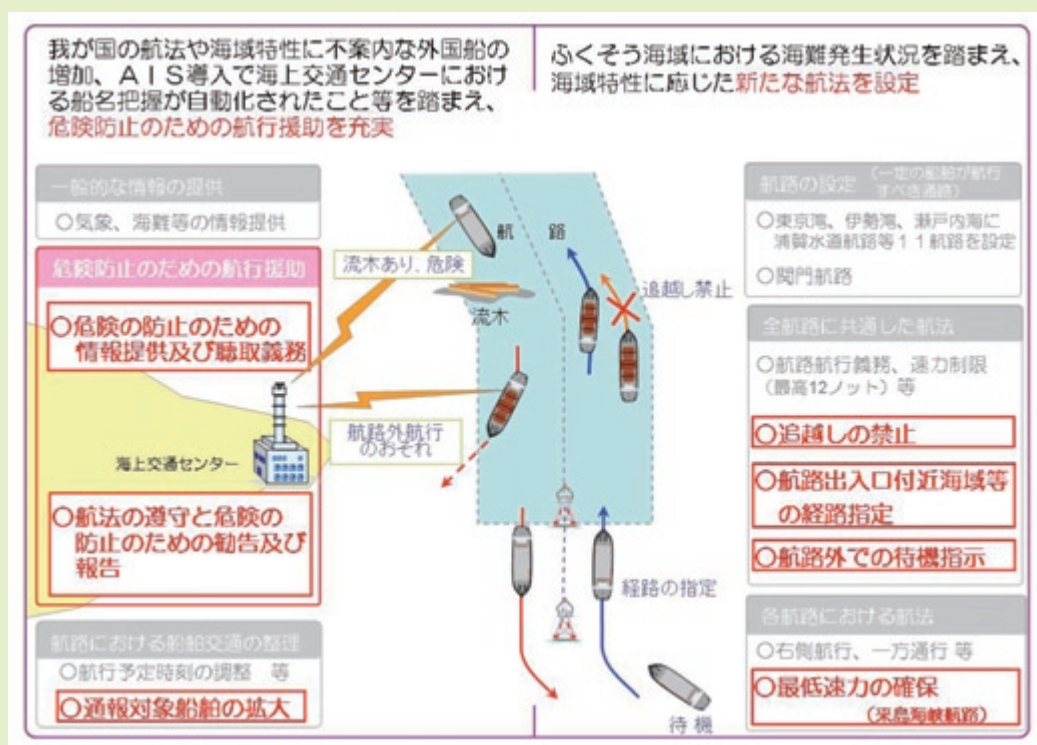 我が国の航法や海域特性に不案内な外国船の
増加、ＡＩＳ導入で海上交通センターにおけ
る船名把握が自動化されたこと等を踏まえ、
危険防止のための航行援助を充実
ふくそう海域における海難発生状況を踏まえ、
海域特性に応じた新たな航法を設定
一般的な情報の提供
○気象、海難等の情報提供
危険防止のための航行援助
○危険の防止のための
情報提供及び聴取義務
海上交通センター
○航法の遵守と危険の
防止のための勧告及び
報告
航路における船舶交通の整理
○航行予定時刻の調整 等
○通報対象船舶の拡大
航路
流木あり、危険
流木
追越し禁止
航路外航行
のおそれ
経路の指定
待機
航路の設定（一定の船舶が航行
すべき通路）
○東京湾、伊勢湾、瀬戸内海に
浦賀水道航路等１１航路を設定
○関門航路
全航路に共通した航法
○航路航行義務、速力制限
（最高12ノット）等
○追越しの禁止
○航路出入口付近海域等
の経路指定
○航路外での待機指示
各航路における航法
○右側航行、一方通行 等
○最低速力の確保
（来島海峡航路）